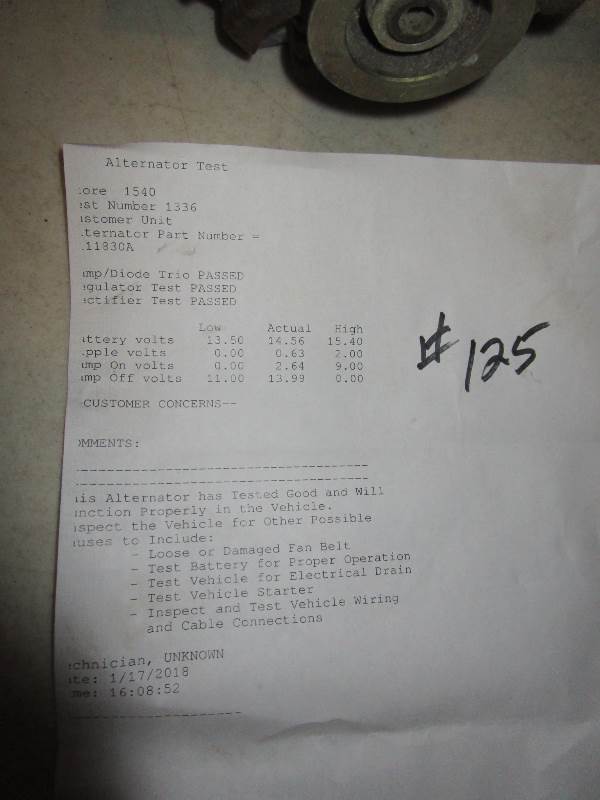 Alternator Test
ore 1540
st Number 1336
stomer Unit
ternator Part Number =
11830A
mp/Diode Trio PASSED
gulator Test PASSED
ctifier Test PASSED
Low Actual High
ttery volts 13.50 14.56 15.40
pple volts 0.00 0.63 2.00
mp On volts 0.00 2.64 9.00
mp Off volts 11.00 13.99 0.00
CUSTOMER CONCERNS--
MMENTS:
------------------------------------
------------------------------------
is Alternator has Tested Good and Will
nction Properly in the Vehicle.
spect the Vehicle for Other Possible
uses to Include:
- Loose or Damaged Fan Belt
- Test Battery for Proper Operation
- Test Vehicle for Electrical Drain
- Test Vehicle Starter
- Inspect and Test Vehicle Wiring
and Cable Connections
chnician, UNKNOWN
te: 1/17/2018
me: 16:08:52
---------------------
# 125